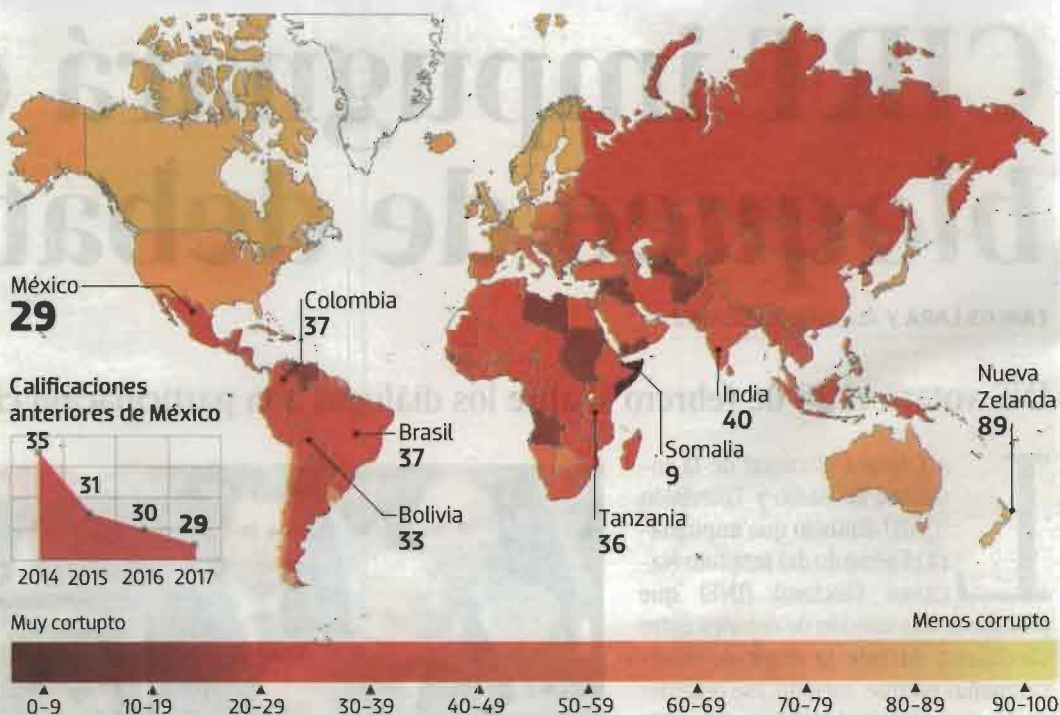 México
29
Colombia
37
Calificaciones
anteriores de México
35
31
30
29
2014 2015 2016 2017
Brasil
37
Bolivia
33
India
40
Somalia
9
Tanzania
36
Nueva
Zelanda
89
Muy cortupto
Menos corrupto
0-9 10-19 20-29 30-39 40-49 50-59 60-69 70-79 80-89 90-100